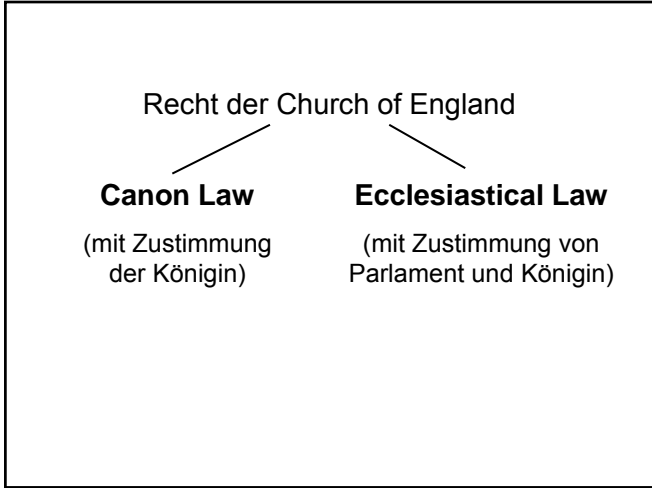 Recht der Church of England
Canon Law
(mit Zustimmung
der Königin)
Ecclesiastical Law
(mit Zustimmung von
Parlament und Königin)